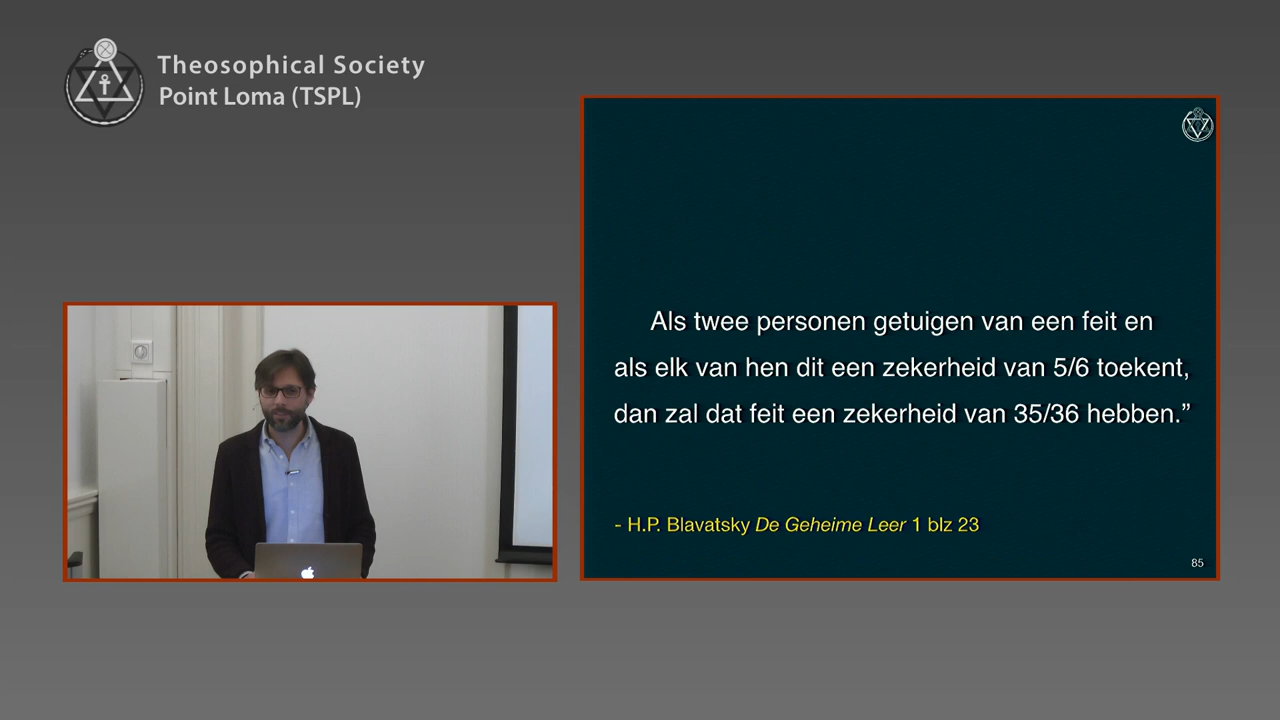 Theosophical Society
Point Loma (TSPL)
Als twee personen getuigen van een feit en
als elk van hen dit een zekerheid van 5/6 toekent,
dan zal dat feit een zekerheid van 35/36 hebben.”
- H.P. Blavatsky De Geheime Leer 1 blz 23
85